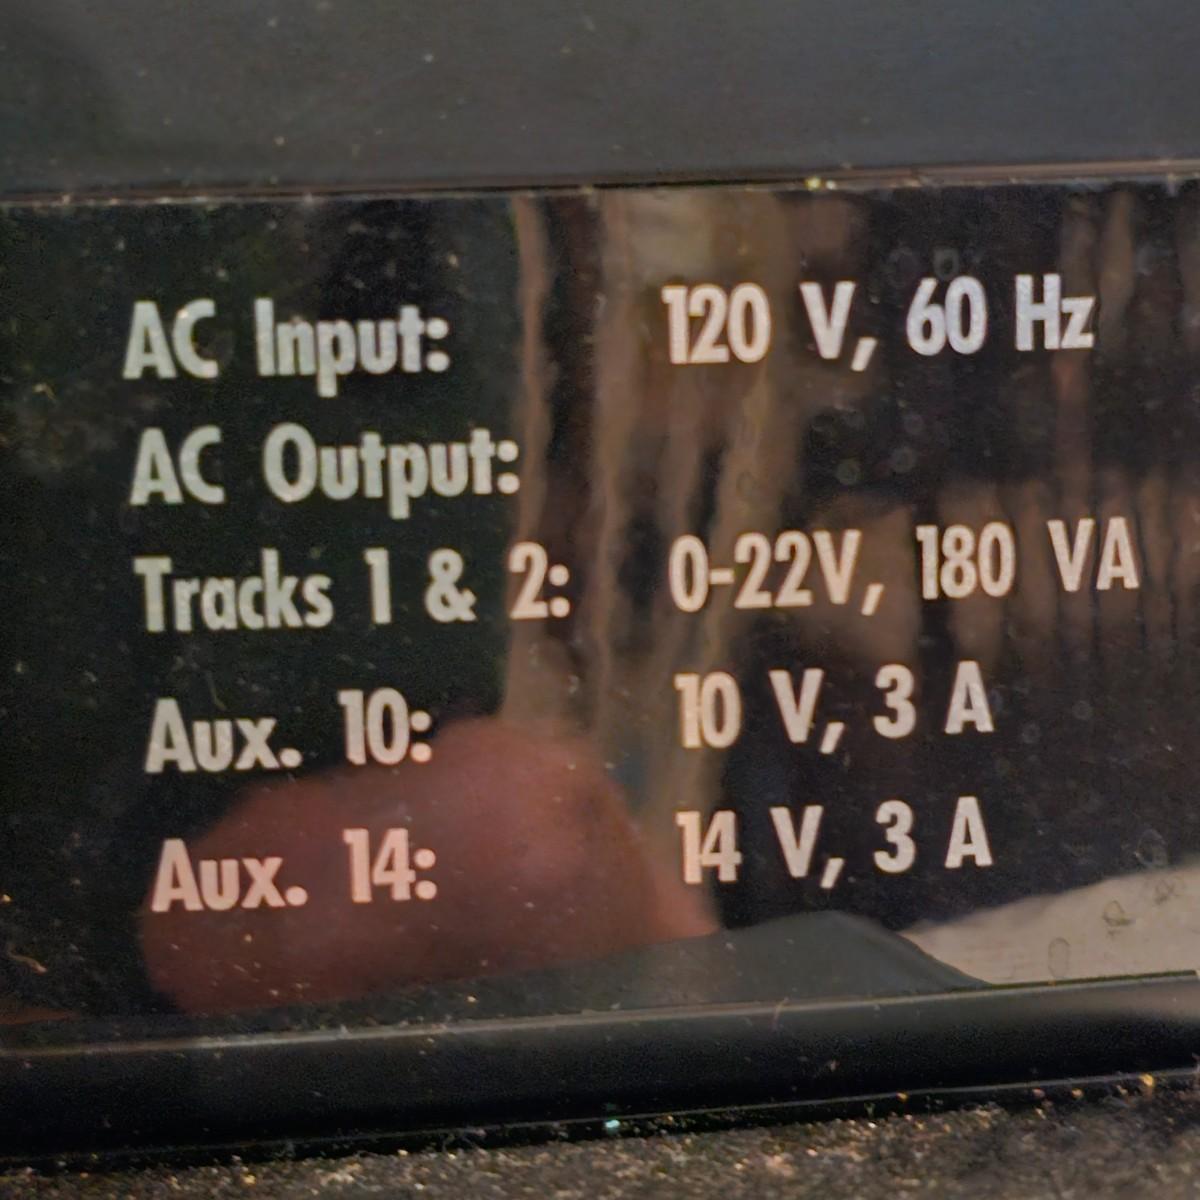 AC Input: 120 V, 60 Hz
AC Output:
Tracks 1 & 2: 0-22V, 180 VA
Aux. 10: 10 V, 3 A
Aux. 14: 14 V, 3 A